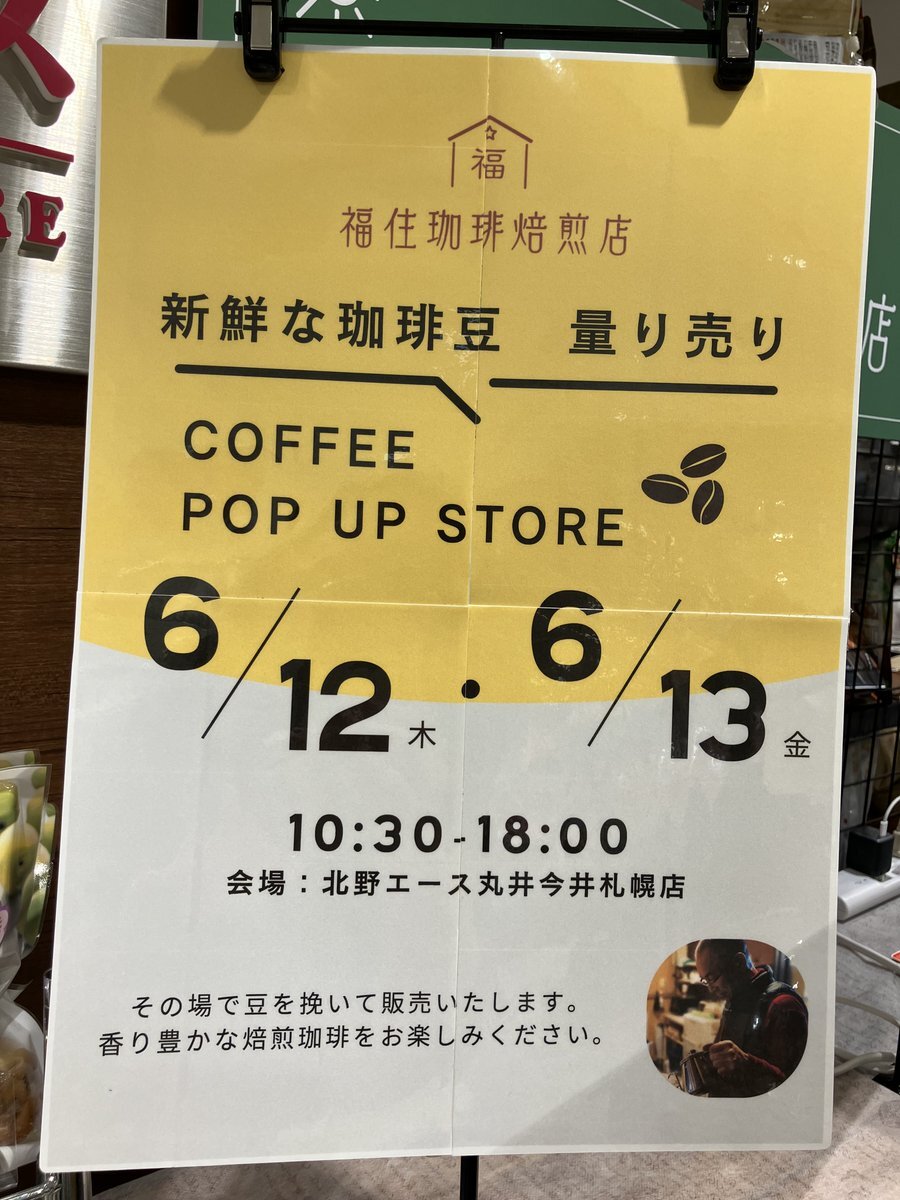 福
福住珈琲焙煎店
新鮮な珈琲豆 量り売り
COFFEE
POP UP STORE
6/12木・6/13金
10:30-18:00
会場：北野エース丸井今井札幌店
その場で豆を挽いて販売いたします。
香り豊かな焙煎珈琲をお楽しみください。
店